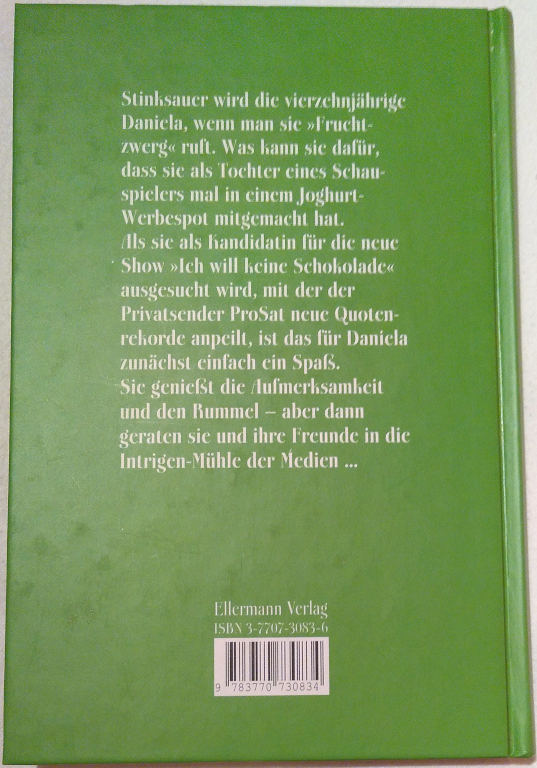 Stinksauer wird die vierzehnjährige
Daniela, wenn man sie »Frucht-
zwerg« ruft. Was kann sie dafür,
dass sie als Tochter eines Schau-
spielers mal in einem Joghurt-
Werbespot mitgemacht hat.
Als sie als Kandidatin für die neue
Show »Ich will keine Schokolade«
ausgesucht wird, mit der der
Privatsender ProSat neue Quoten-
rekorde anpeilt, ist das für Daniela
zunächst einfach ein Spaß.
Sie genießt die Aufmerksamkeit
und den Rummel – aber dann
geraten sie und ihre Freunde in die
Intrigen-Mühle der Medien ...
Ellermann Verlag
ISBN 3-7707-3083-6
9 783770 730834